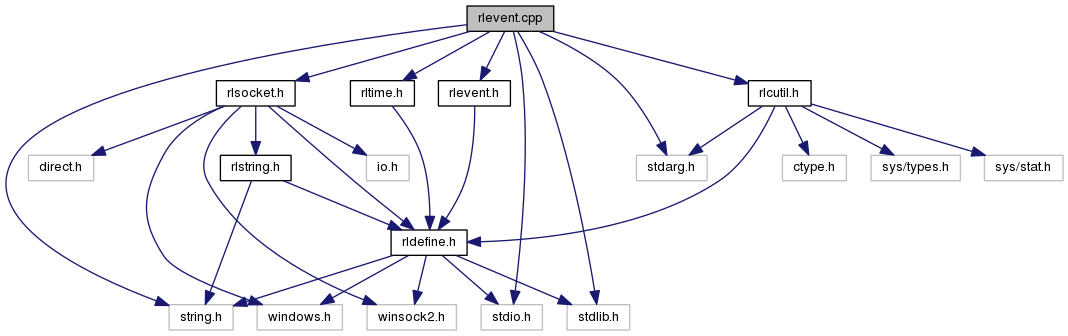 rlevent.cpp
rlsocket.h
rltime.h
rlevent.h
rlcutil.h
direct.h
rlstring.h
io.h
stdarg.h
ctype.h
sys/types.h
sys/stat.h
rldefine.h
string.h
windows.h
winsock2.h
stdio.h
stdlib.h